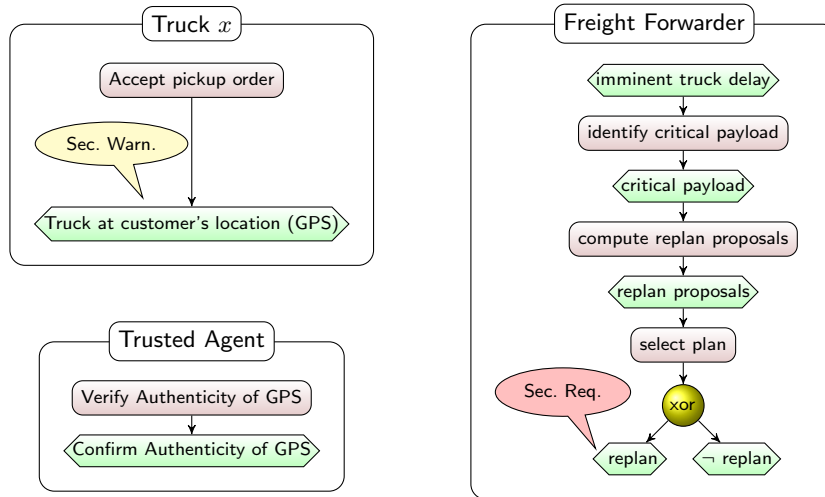 Truck x
Accept pickup order
Sec. Warn.
Truck at customer's location (GPS)
Trusted Agent
Verify Authenticity of GPS
Confirm Authenticity of GPS
Freight Forwarder
imminent truck delay
identify critical payload
critical payload
compute replan proposals
replan proposals
select plan
Sec. Req.
xor
replan
¬ replan